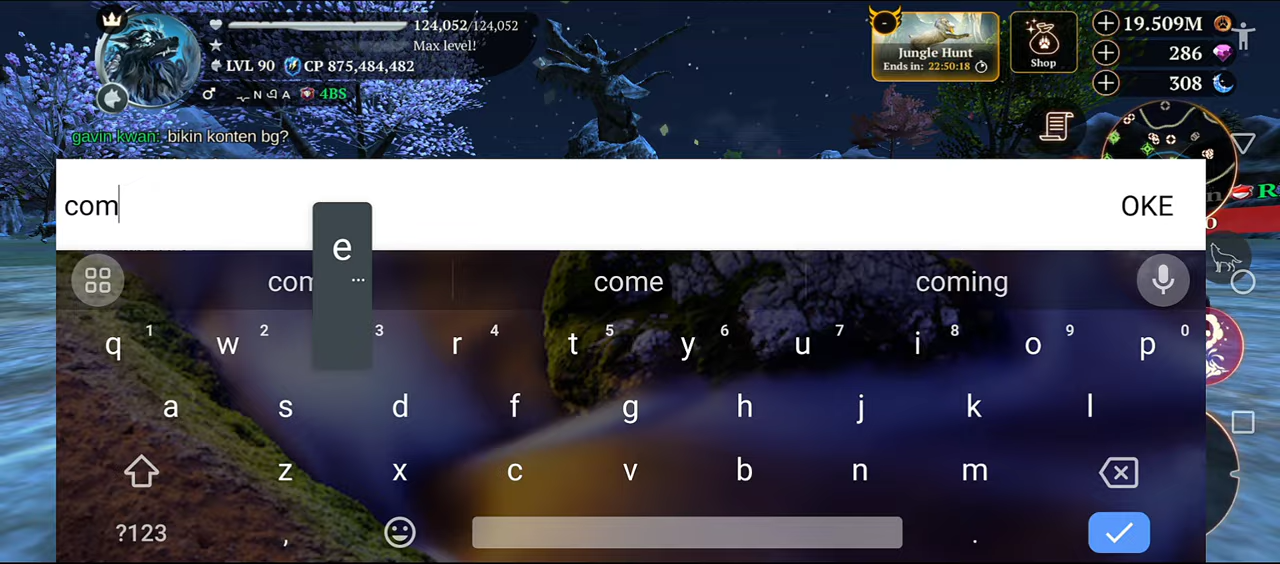 124,052/124,052
Max level!
LVL 90 CP 875,484,482
N A 4BS
gavin kwan: bikin konten bg?
Jungle Hunt
Ends in: 22:50:18
Shop
19.509M
286
308
com
OKE
e
...
com come coming
q 1 w 2 3 r 4 t 5 y 6 u 7 i 8 o 9 p 0
a s d f g h j k l
z x c v b n m
?123 , .